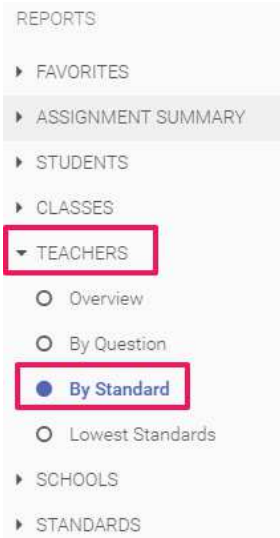 REPORTS
FAVORITES
ASSIGNMENT SUMMARY
STUDENTS
CLASSES
TEACHERS
Overview
By Question
By Standard
Lowest Standards
SCHOOLS
STANDARDS